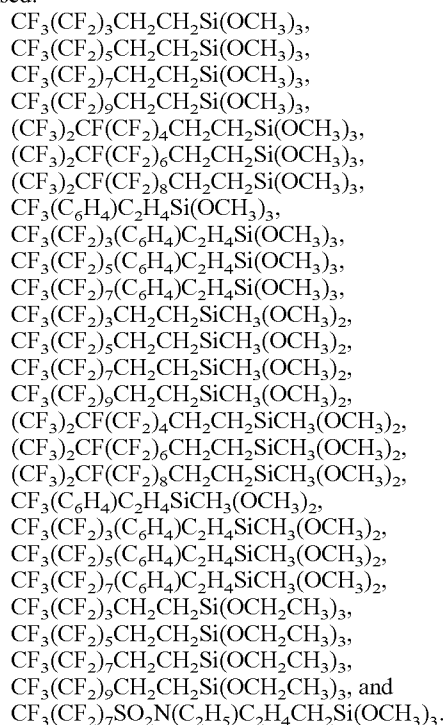 sed:
CF₃(CF₂)₃CH₂CH₂Si(OCH₃)₃,
CF₃(CF₂)₅CH₂CH₂Si(OCH₃)₃,
CF₃(CF₂)₇CH₂CH₂Si(OCH₃)₃,
CF₃(CF₂)₉CH₂CH₂Si(OCH₃)₃,
(CF₃)₂CF(CF₂)₄CH₂CH₂Si(OCH₃)₃,
(CF₃)₂CF(CF₂)₆CH₂CH₂Si(OCH₃)₃,
(CF₃)₂CF(CF₂)₈CH₂CH₂Si(OCH₃)₃,
CF₃(C₆H₄)C₂H₄Si(OCH₃)₃,
CF₃(CF₂)₃(C₆H₄)C₂H₄Si(OCH₃)₃,
CF₃(CF₂)₅(C₆H₄)C₂H₄Si(OCH₃)₃,
CF₃(CF₂)₇(C₆H₄)C₂H₄Si(OCH₃)₃,
CF₃(CF₂)₃CH₂CH₂SiCH₃(OCH₃)₂,
CF₃(CF₂)₅CH₂CH₂SiCH₃(OCH₃)₂,
CF₃(CF₂)₇CH₂CH₂SiCH₃(OCH₃)₂,
CF₃(CF₂)₉CH₂CH₂SiCH₃(OCH₃)₂,
(CF₃)₂CF(CF₂)₄CH₂CH₂SiCH₃(OCH₃)₂,
(CF₃)₂CF(CF₂)₆CH₂CH₂SiCH₃(OCH₃)₂,
(CF₃)₂CF(CF₂)₈CH₂CH₂SiCH₃(OCH₃)₂,
CF₃(C₆H₄)C₂H₄SiCH₃(OCH₃)₂,
CF₃(CF₂)₃(C₆H₄)C₂H₄SiCH₃(OCH₃)₂,
CF₃(CF₂)₅(C₆H₄)C₂H₄SiCH₃(OCH₃)₂,
CF₃(CF₂)₇(C₆H₄)C₂H₄SiCH₃(OCH₃)₂,
CF₃(CF₂)₃CH₂CH₂Si(OCH₂CH₃)₃,
CF₃(CF₂)₅CH₂CH₂Si(OCH₂CH₃)₃,
CF₃(CF₂)₇CH₂CH₂Si(OCH₂CH₃)₃,
CF₃(CF₂)₉CH₂CH₂Si(OCH₂CH₃)₃, and
CF₃(CF₂)₇SO₂N(C₂H₅)C₂H₄CH₂Si(OCH₃)₃.